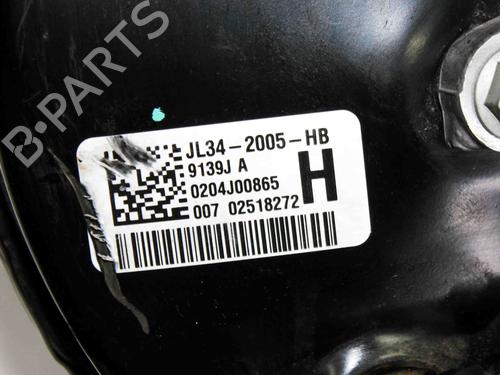 B-PARTS
JL34-2005-HB
9139J A
0204J00865
007 02518272
H